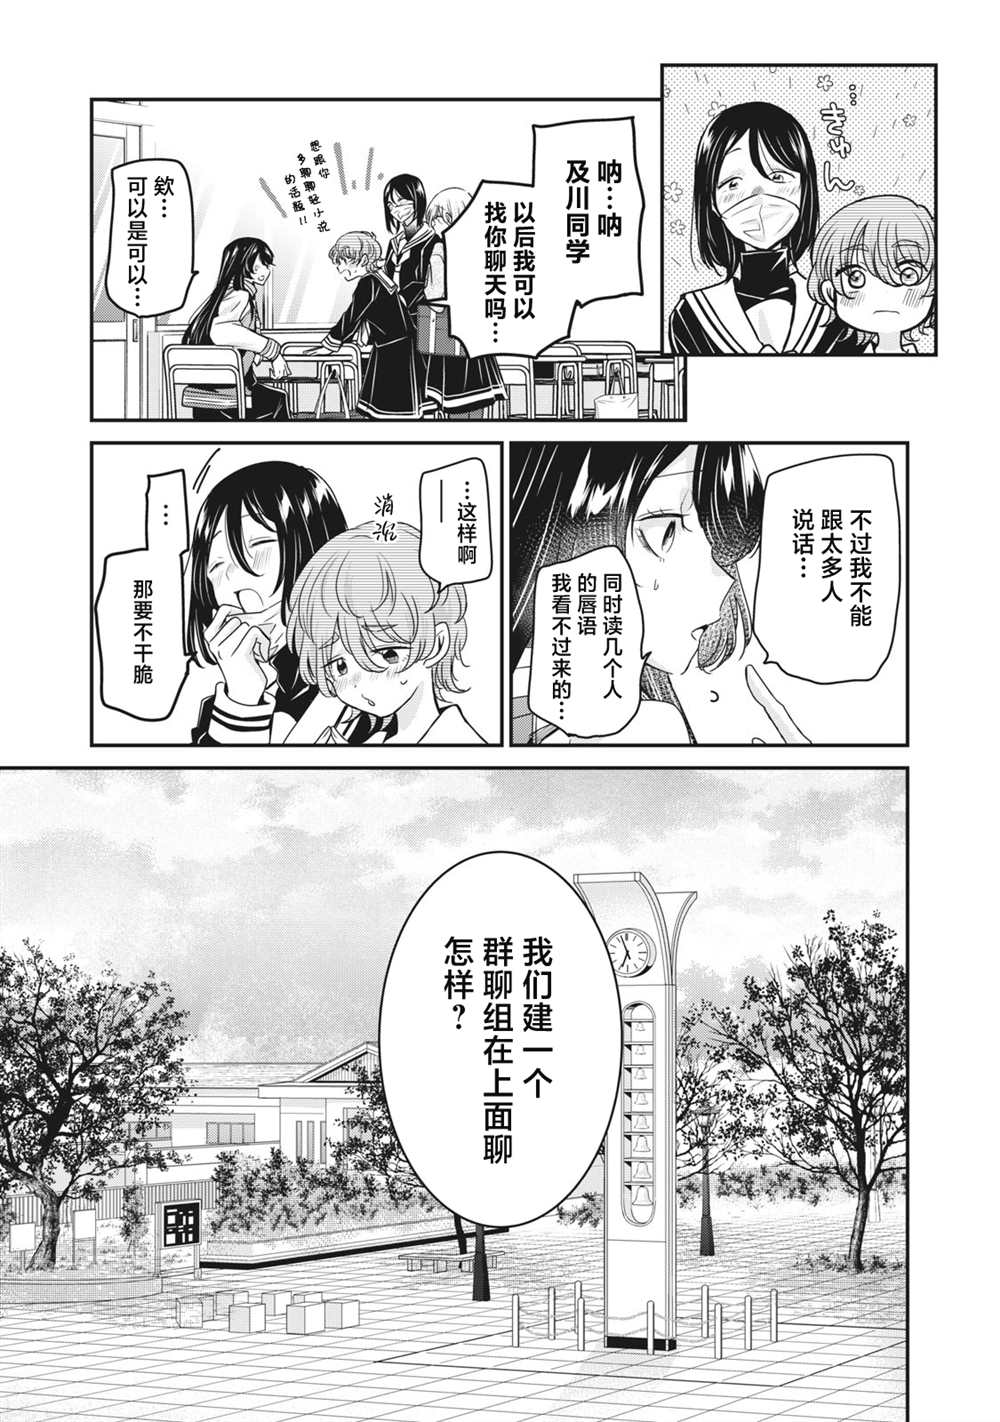 …きゅん
呐…呐
及川同学
以后我可以
找你聊天吗…
想跟你
多聊聊轻小说
的话题!!
欸…
可以是可以…
不过我不能
跟太多人
说话…
同时读几个人
的唇语
我看不过来的…
…这样啊
——
消沉
…
那要不干脆
我们建一个
群聊组在上面聊
怎样?